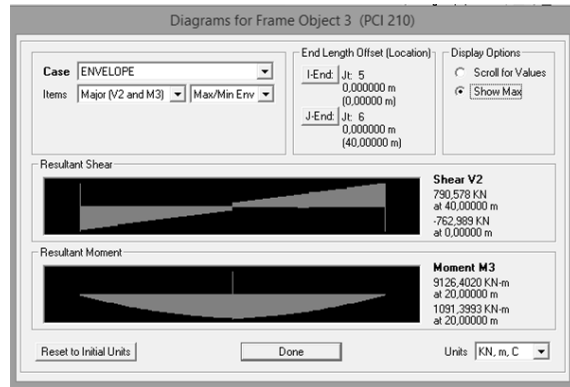 Diagrams for Frame Object 3 (PCI 210)
Case ENVELOPE
Items Major (V2 and M3) Max/Min Env
End Length Offset (Location)
I-End: Jt: 5
0,000000 m
(0,00000 m)
J-End: Jt: 6
0,000000 m
(40,00000 m)
Display Options
Scroll for Values
Show Max
Resultant Shear
Shear V2
790,578 KN
at 40,00000 m
-762,989 KN
at 0,00000 m
Resultant Moment
Moment M3
9126,4020 KN-m
at 20,00000 m
1091,3993 KN-m
at 20,00000 m
Reset to Initial Units Done Units KN, m, C